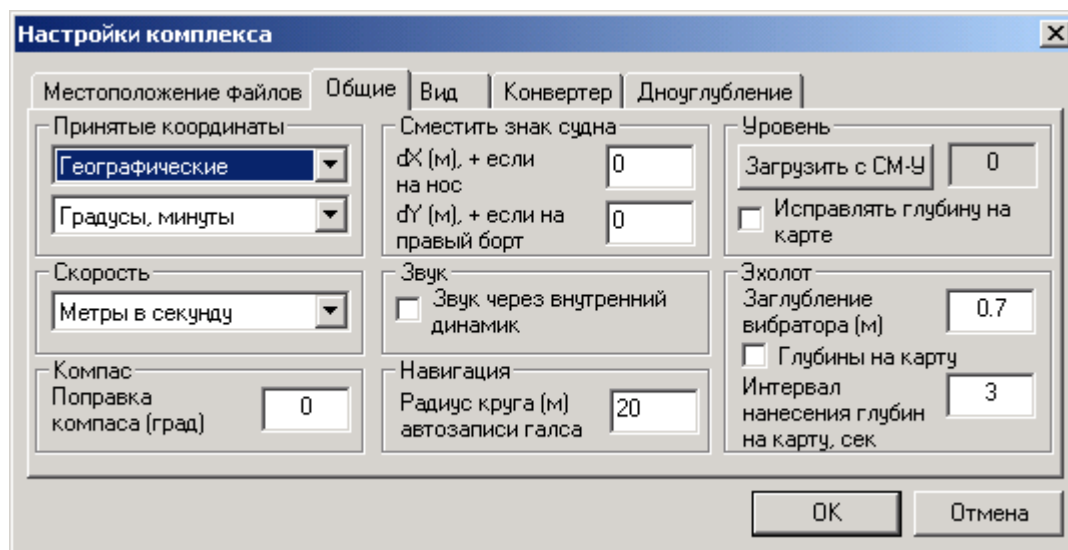 Настройки комплекса
Местоположение файлов
Общие
Вид
Конвертер
Дноуглубление
Принятые координаты
Географические
Градусы, минуты
Скорость
Метры в секунду
Компас
Поправка
компаса (град)
0
Сместить знак судна
dX (м), + если
на нос
0
dY (м), + если на
правый борт
0
Звук
Звук через внутренний
динамик
Навигация
Радиус круга (м)
автозаписи галса
20
Уровень
Загрузить с СМ-У
0
Исправлять глубину на
карте
Эхолот
Заглубление
вибратора (м)
0.7
Глубины на карту
Интервал
нанесения глубин
на карту, сек
3
OK
Отмена